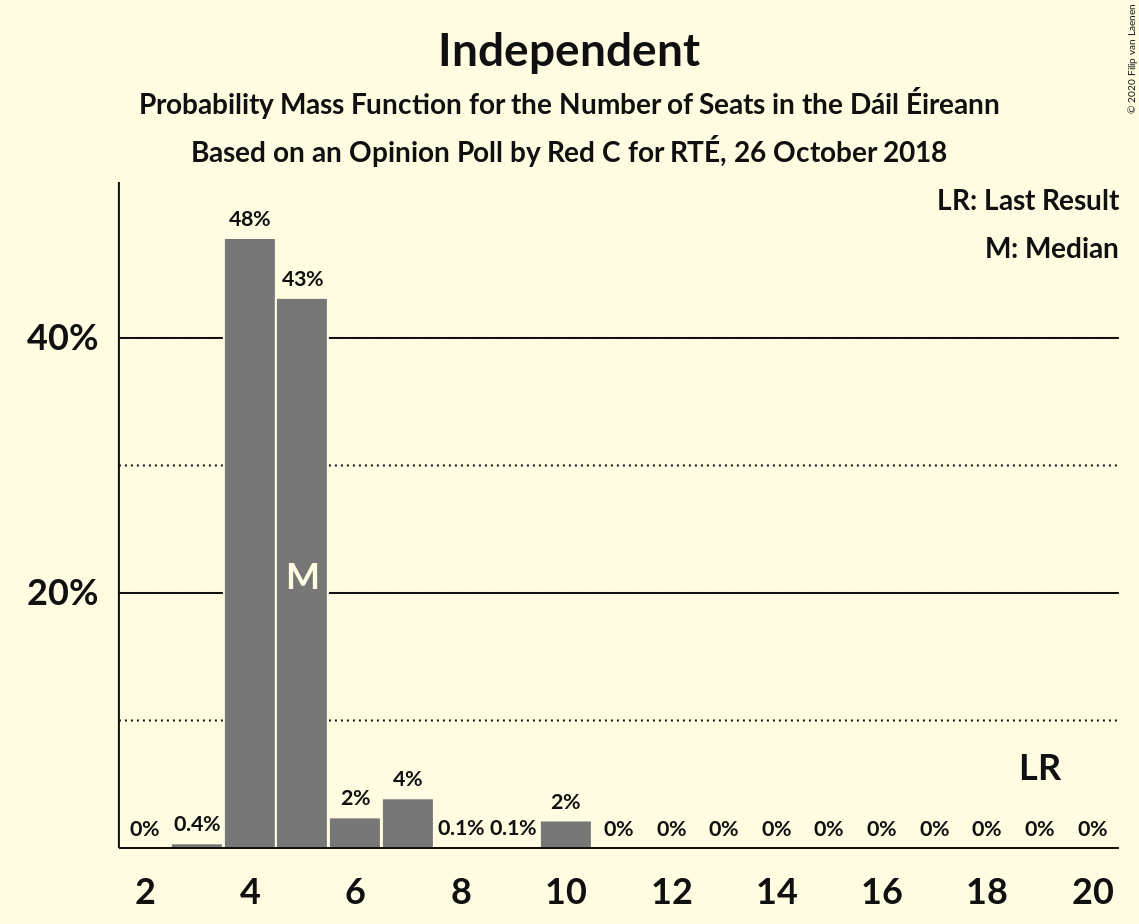 Independent
Probability Mass Function for the Number of Seats in the Dáil Éireann
Based on an Opinion Poll by Red C for RTÉ, 26 October 2018
© 2020 Filip van Laenen
LR: Last Result
M: Median
48%
43%
40%
20%
M
LR
0% 0.4% 2% 4% 0.1% 0.1% 2% 0% 0% 0% 0% 0% 0% 0% 0% 0% 0%
2 4 6 8 10 12 14 16 18 20